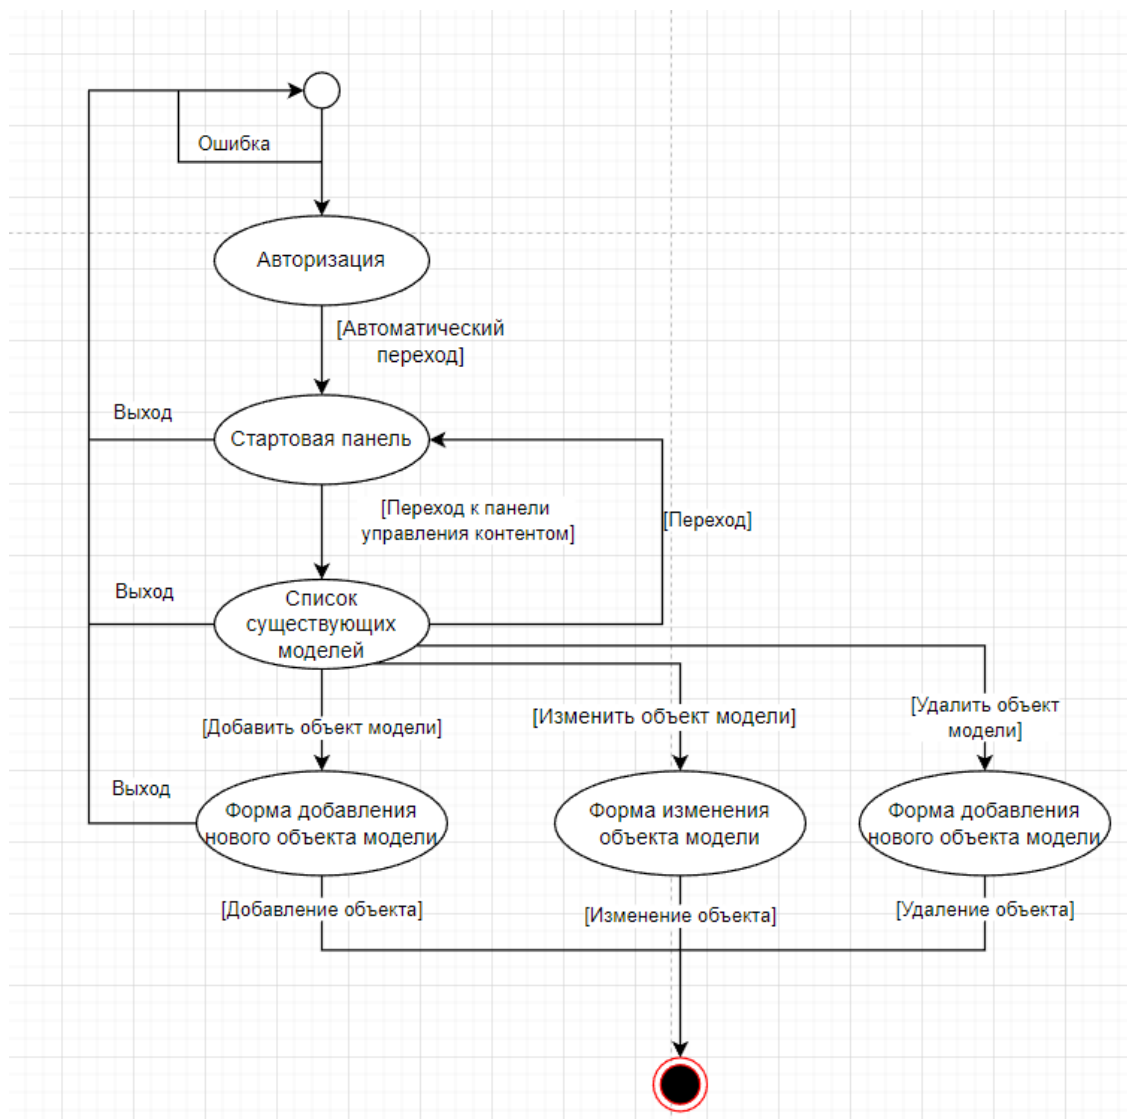 Ошибка
Авторизация
[Автоматический
переход]
Выход
Стартовая панель
[Переход к панели
управления контентом]
[Переход]
Выход
Список
существующих
моделей
[Добавить объект модели]
[Изменить объект модели]
[Удалить объект
модели]
Выход
Форма добавления
нового объекта модели
Форма изменения
объекта модели
Форма добавления
нового объекта модели
[Добавление объекта]
[Изменение объекта]
[Удаление объекта]